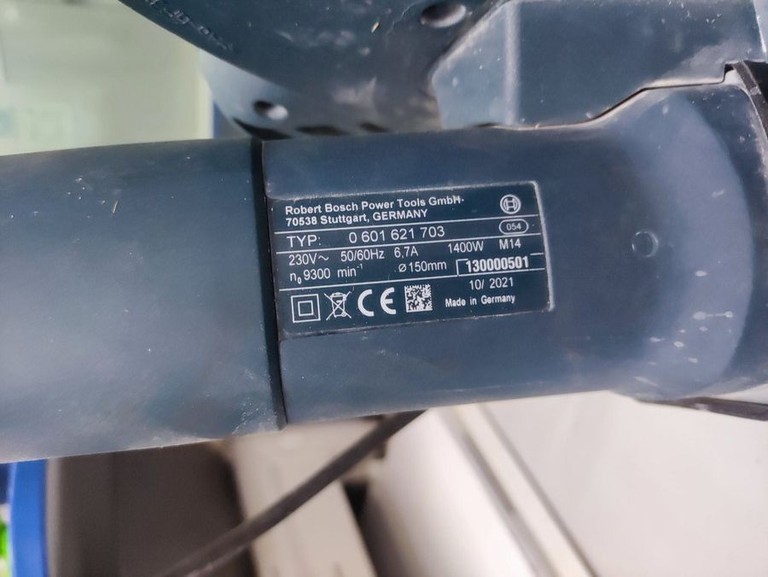 Robert Bosch Power Tools GmbH
70538 Stuttgart, GERMANY
TYP: 0 601 621 703 054
230V~ 50/60Hz 6,7A 1400W M14
n0 9300 min-1 ⌀150mm 130000501
10/ 2021
CE Made in Germany